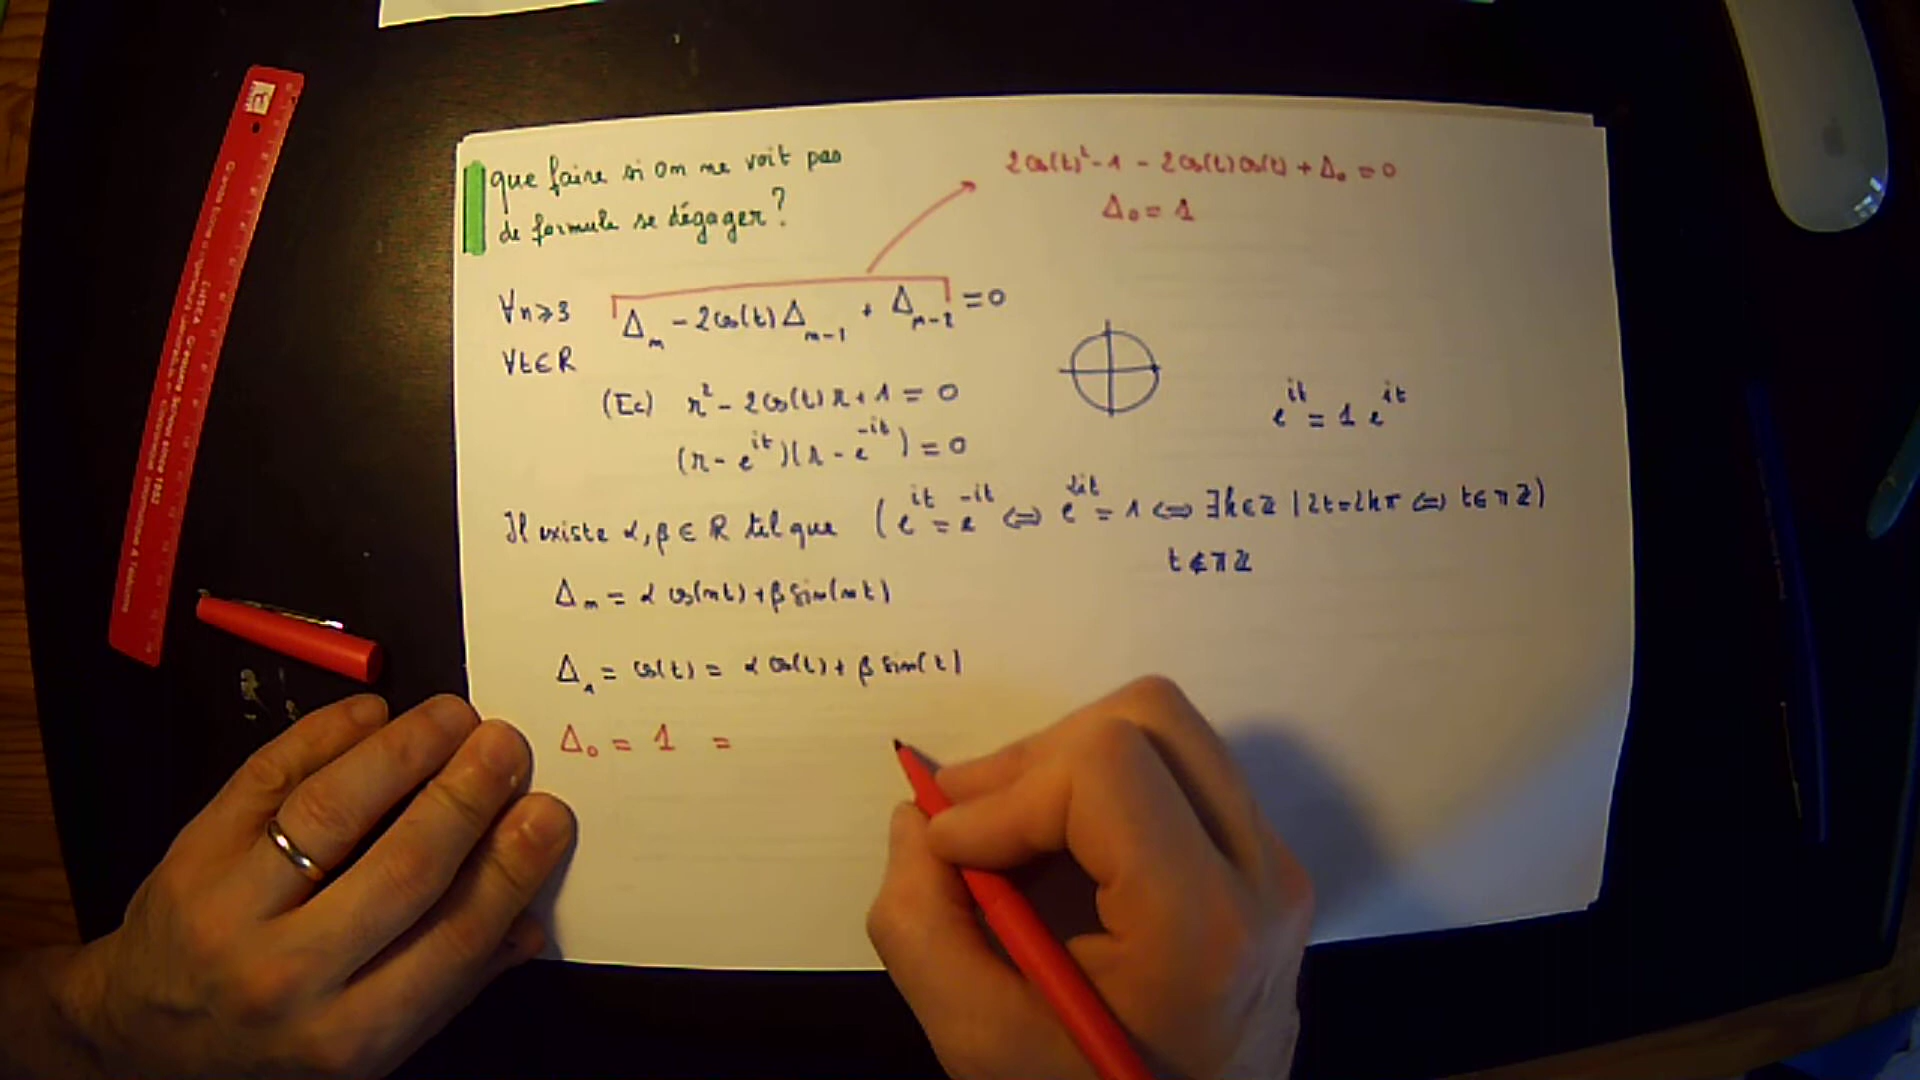 que faire si on ne voit pas
de formule se dégager?
2cos(t)² - 1 - 2cos(t)cos(t) + Δ₀ = 0
Δ₀ = 1
∀n⩾3 Δₙ - 2cos(t) Δₙ₋₁ + Δₙ₋₂ = 0
∀t∈R
(Ec) r² - 2cos(t) r + 1 = 0
(r - e^{it})(r - e^{-it}) = 0
e^{it} = 1 e^{it}
Il existe α, β ∈ R tel que (e^{it} = e^{-it} ⇔ e^{2it} = 1 ⇔ ∃k∈Z | 2t=2kπ ⇔ t∈πZ)
t∉πZ
Δₙ = α cos(nt) + β sin(nt)
Δ₁ = cos(t) = α cos(t) + β sin(t)
Δ₀ = 1 =